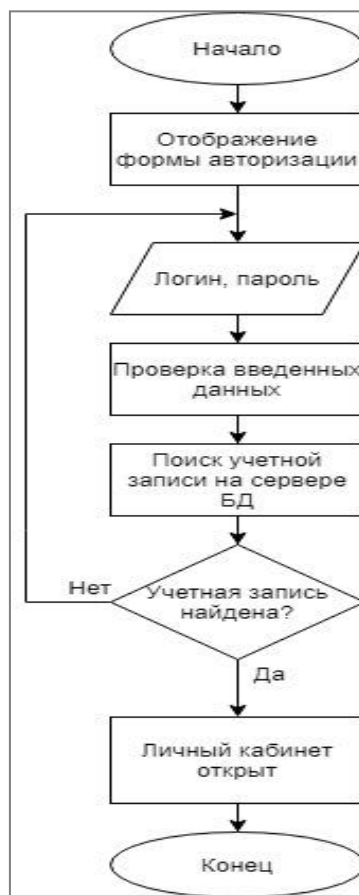 Начало
Отображение
формы авторизации
Логин, пароль
Проверка введенных
данных
Поиск учетной
записи на сервере
БД
Нет
Учетная запись
найдена?
Да
Личный кабинет
открыт
Конец